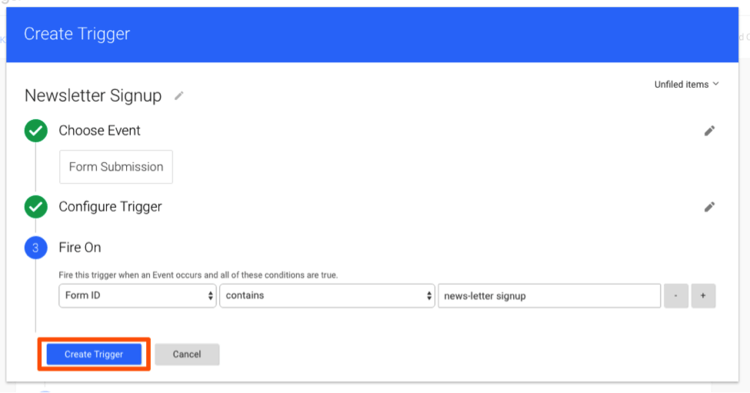 Create Trigger
Unfiled items
Newsletter Signup
Choose Event
Form Submission
Configure Trigger
3 Fire On
Fire this trigger when an Event occurs and all of these conditions are true.
Form ID contains news-letter signup - +
Create Trigger Cancel